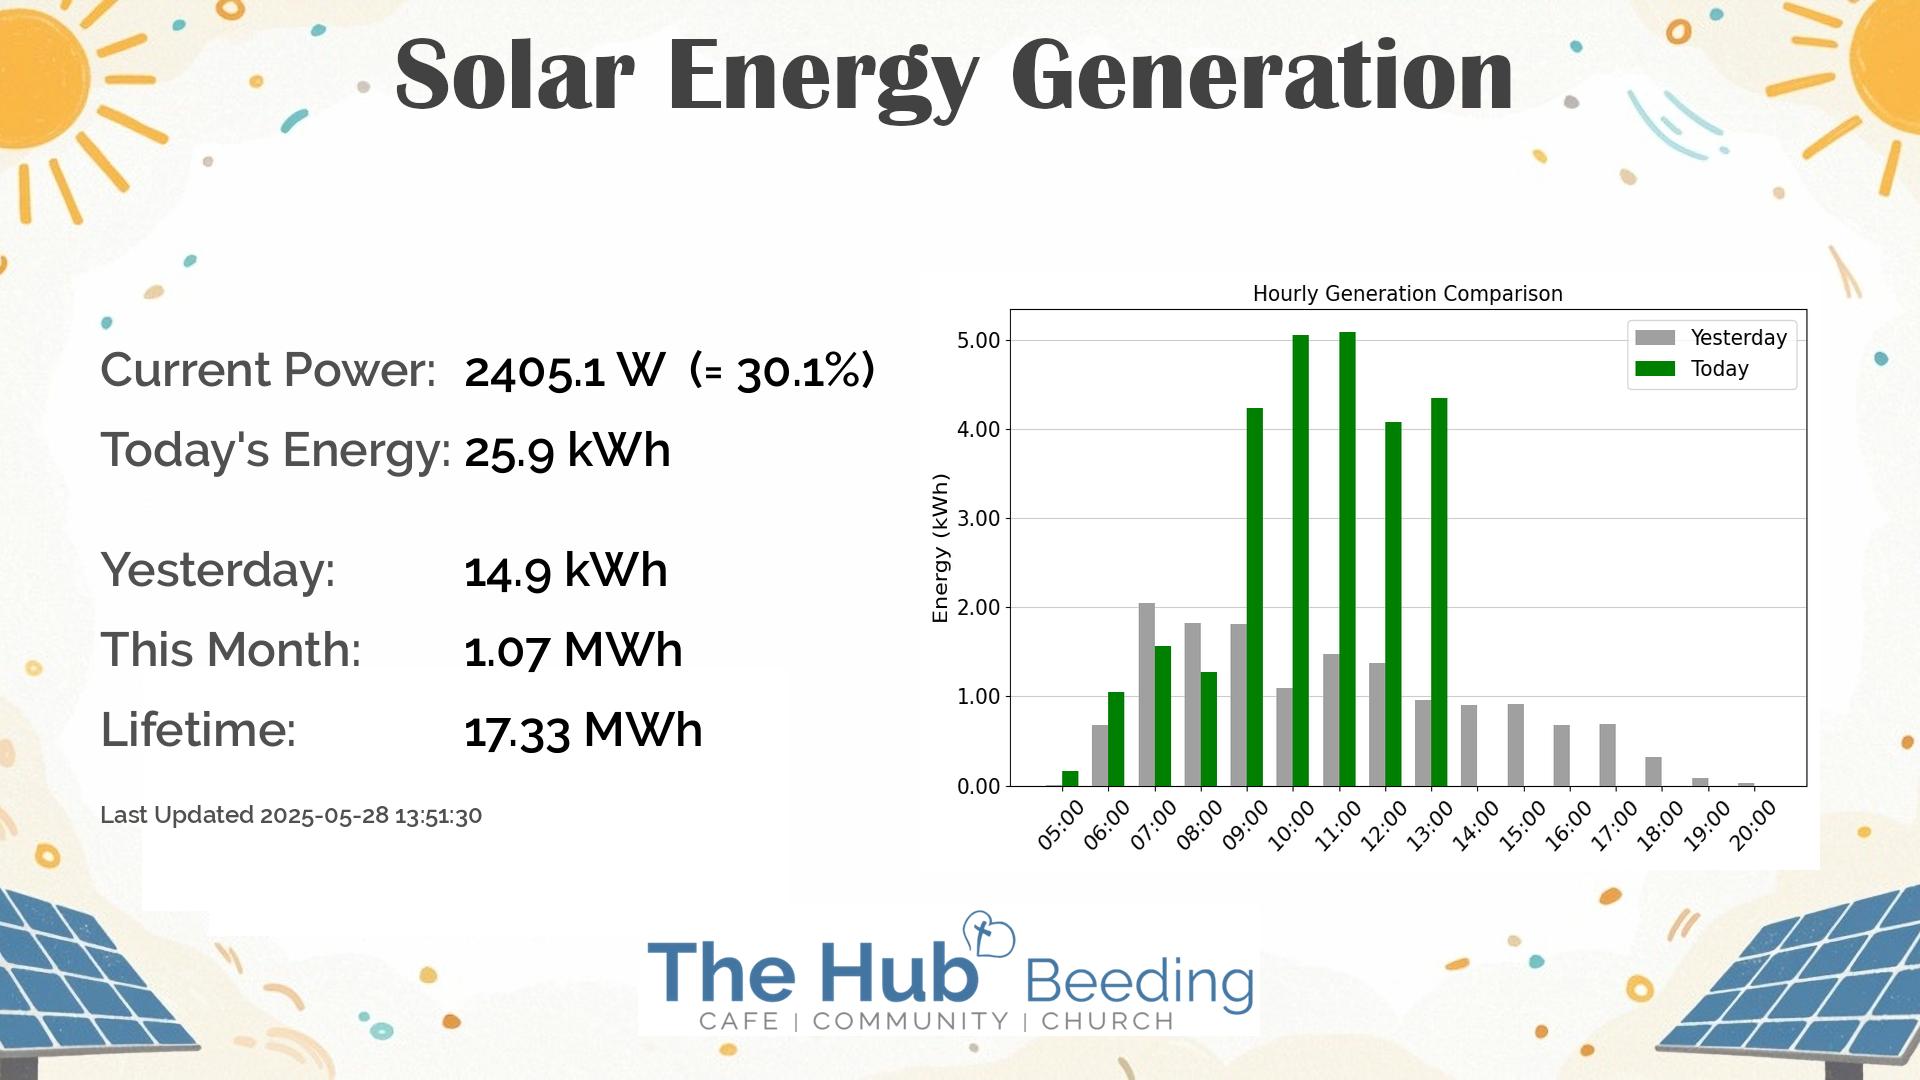 Solar Energy Generation
Current Power: 2405.1 W (= 30.1%)
Today's Energy: 25.9 kWh
Yesterday: 14.9 kWh
This Month: 1.07 MWh
Lifetime: 17.33 MWh
Last Updated 2025-05-28 13:51:30
Hourly Generation Comparison
Yesterday
Today
Energy (kWh)
5.00
4.00
3.00
2.00
1.00
0.00
05:00 06:00 07:00 08:00 09:00 10:00 11:00 12:00 13:00 14:00 15:00 16:00 17:00 18:00 19:00 20:00
The Hub Beeding
CAFE | COMMUNITY | CHURCH